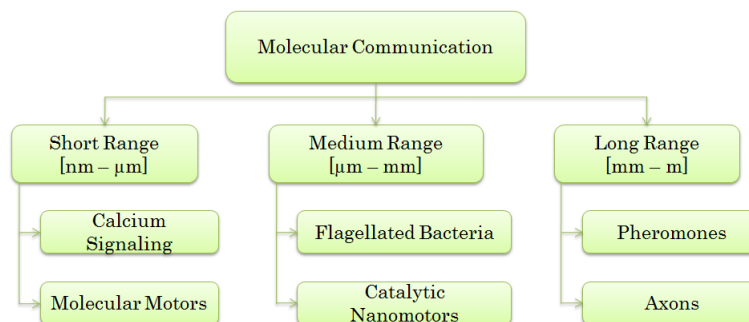 Molecular Communication
Short Range
[nm – µm]
Medium Range
[µm – mm]
Long Range
[mm – m]
Calcium
Signaling
Flagellated Bacteria
Pheromones
Molecular Motors
Catalytic
Nanomotors
Axons